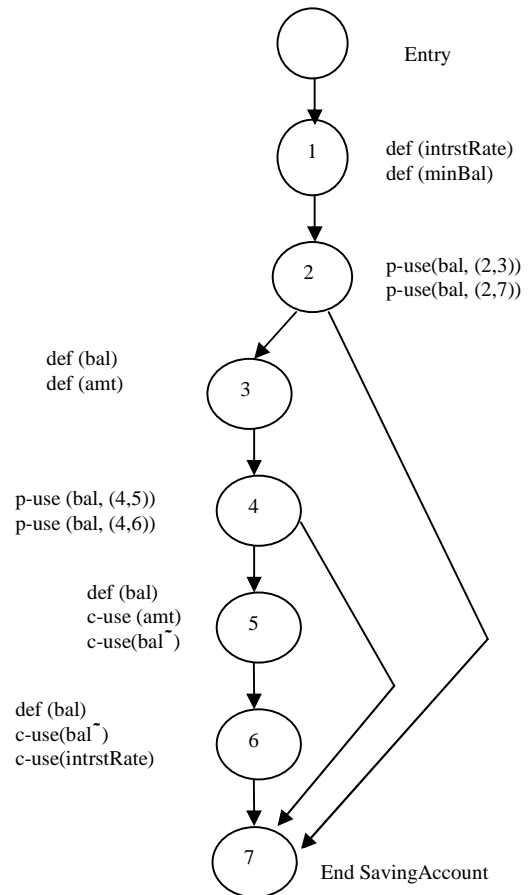 Entry
1
def (intrstRate)
def (minBal)
2
p-use(bal, (2,3))
p-use(bal, (2,7))
def (bal)
def (amt)
3
p-use (bal, (4,5))
p-use (bal, (4,6))
4
def (bal)
c-use (amt)
c-use(bal˜)
5
def (bal)
c-use(bal˜)
c-use(intrstRate)
6
7
End SavingAccount